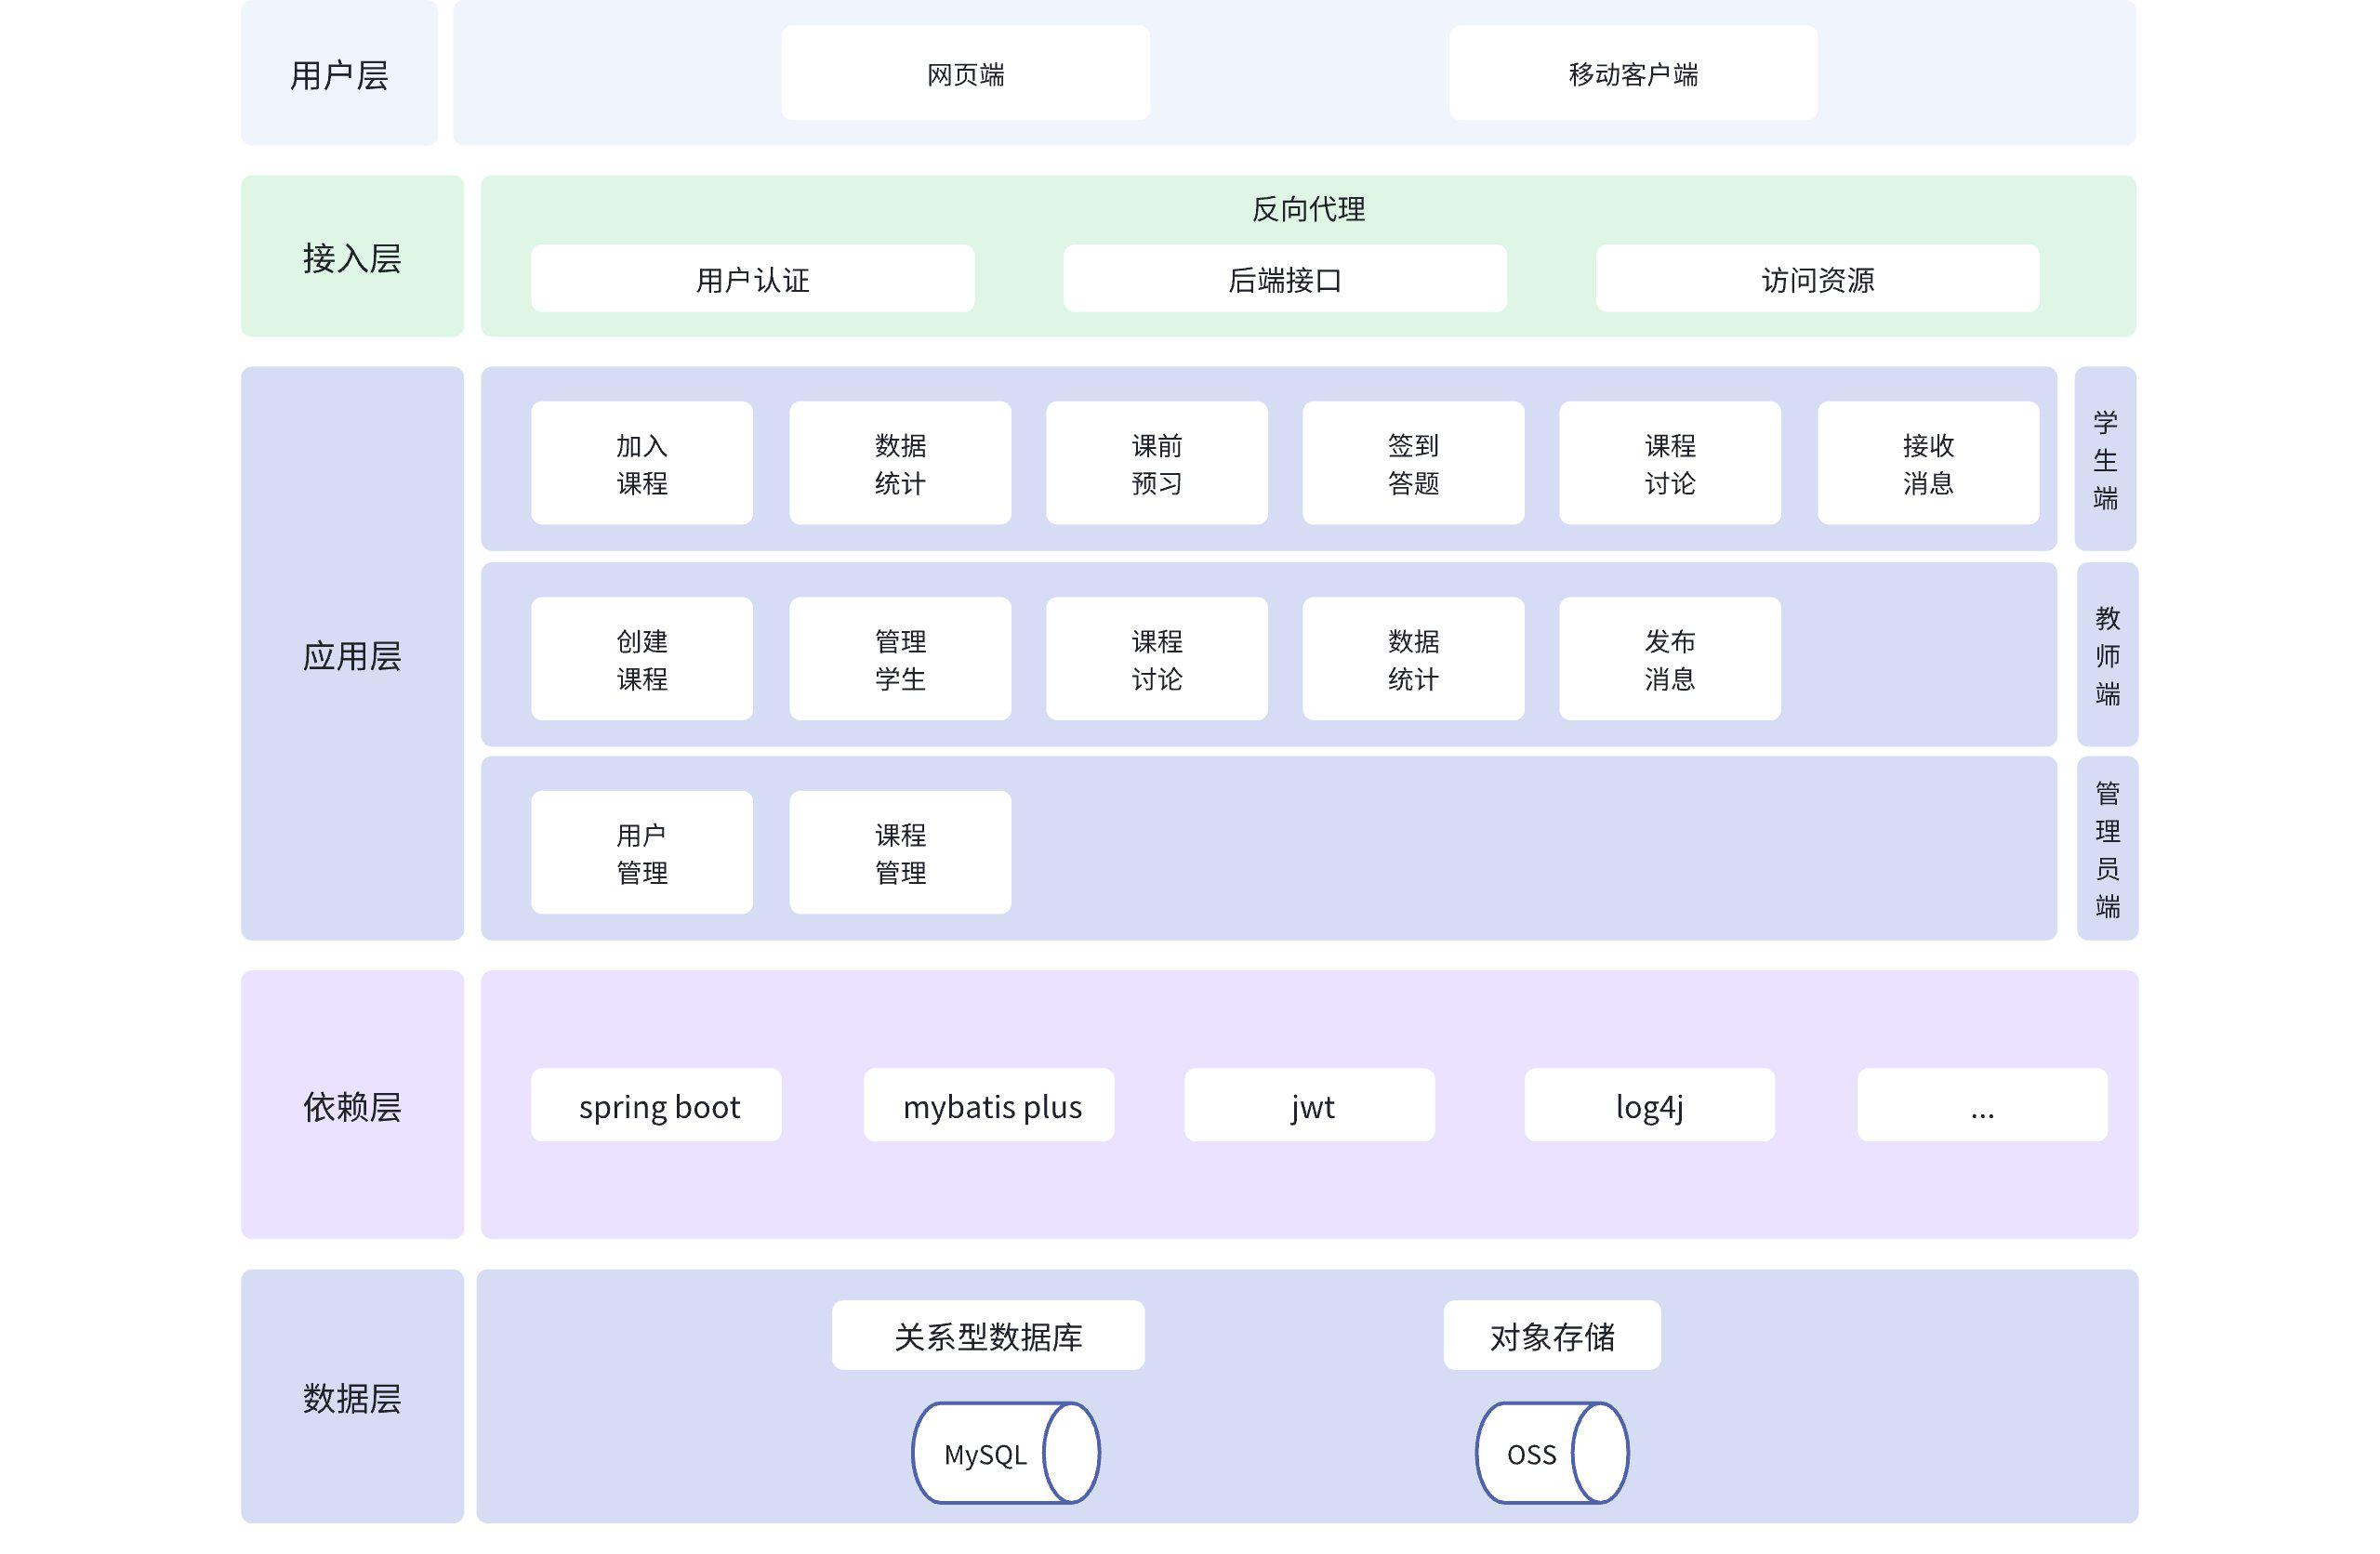 用户层
网页端
移动客户端
接入层
反向代理
用户认证
后端接口
访问资源
应用层
加入
课程
数据
统计
课前
预习
签到
答题
课程
讨论
接收
消息
学
生
端
创建
课程
管理
学生
课程
讨论
数据
统计
发布
消息
教
师
端
用户
管理
课程
管理
管
理
员
端
依赖层
spring boot
mybatis plus
jwt
log4j
...
数据层
关系型数据库
对象存储
MySQL
OSS